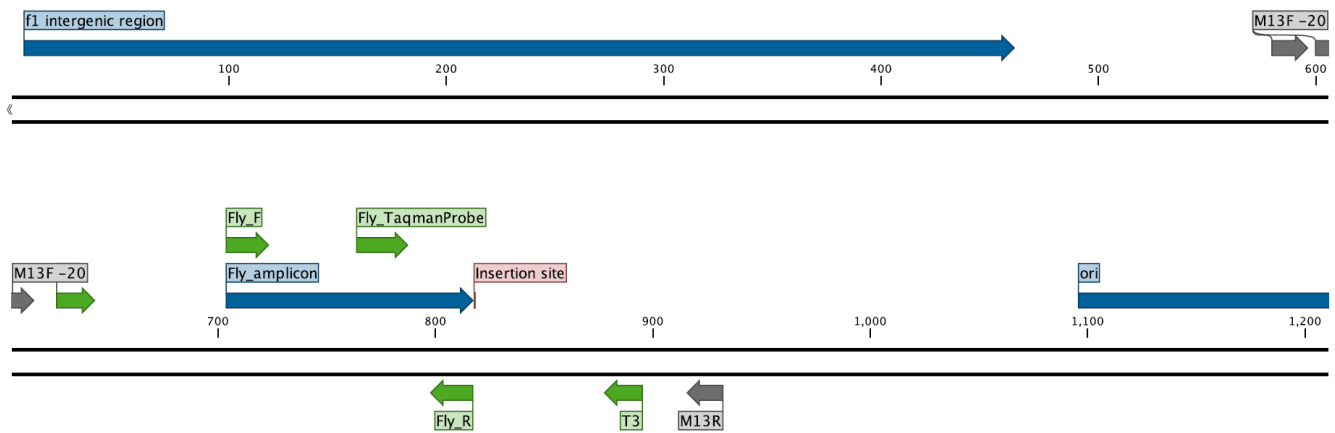 f1 intergenic region M13F -20
100 200 300 400 500 600
《
Fly_F Fly_TaqmanProbe
M13F -20 Fly_amplicon Insertion site ori
700 800 900 1,000 1,100 1,200
Fly_R T3 M13R